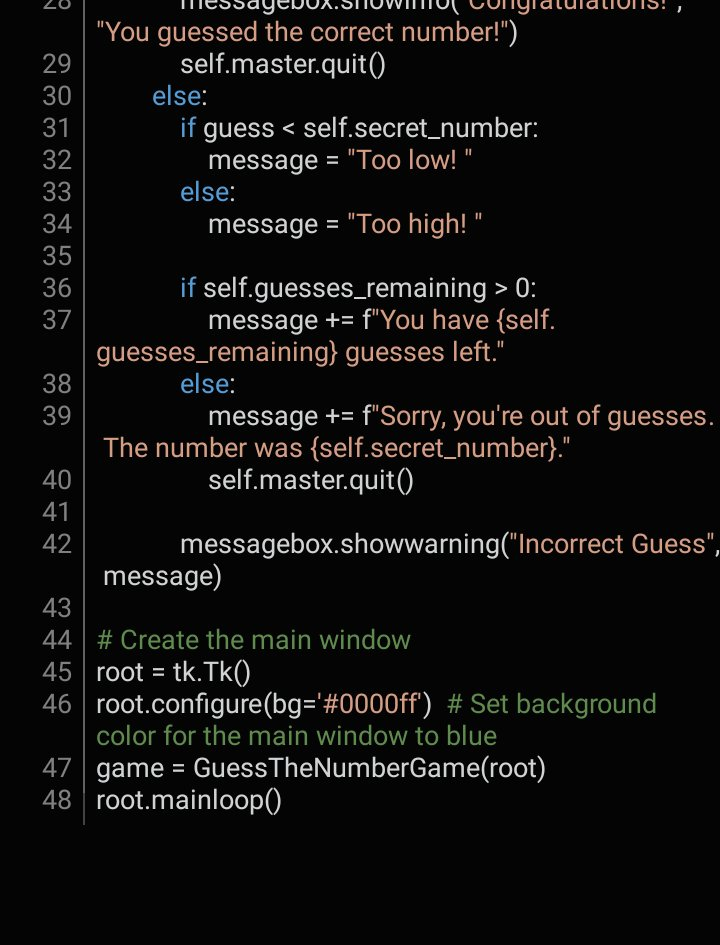 28 messagebox.showinfo("Congratulations!",
"You guessed the correct number!")
29 self.master.quit()
30 else:
31 if guess < self.secret_number:
32 message = "Too low! "
33 else:
34 message = "Too high! "
35
36 if self.guesses_remaining > 0:
37 message += f"You have {self.
guesses_remaining} guesses left."
38 else:
39 message += f"Sorry, you're out of guesses.
The number was {self.secret_number}."
40 self.master.quit()
41
42 messagebox.showwarning("Incorrect Guess",
message)
43
44 # Create the main window
45 root = tk.Tk()
46 root.configure(bg='#0000ff') # Set background
color for the main window to blue
47 game = GuessTheNumberGame(root)
48 root.mainloop()